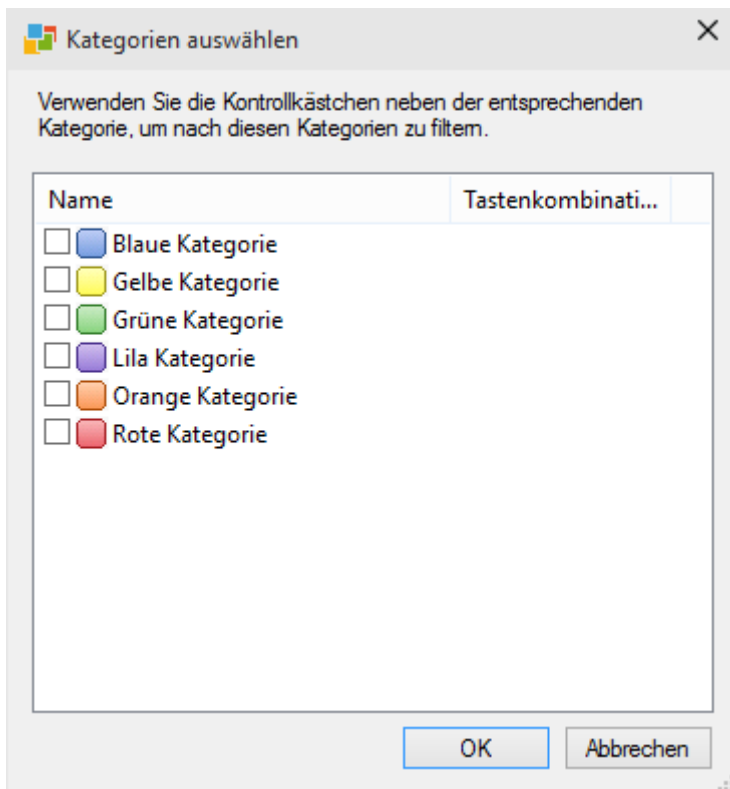 Kategorien auswählen
Verwenden Sie die Kontrollkästchen neben der entsprechenden
Kategorie, um nach diesen Kategorien zu filtern.
Name Tastenkombinati...
Blaue Kategorie
Gelbe Kategorie
Grüne Kategorie
Lila Kategorie
Orange Kategorie
Rote Kategorie
OK Abbrechen